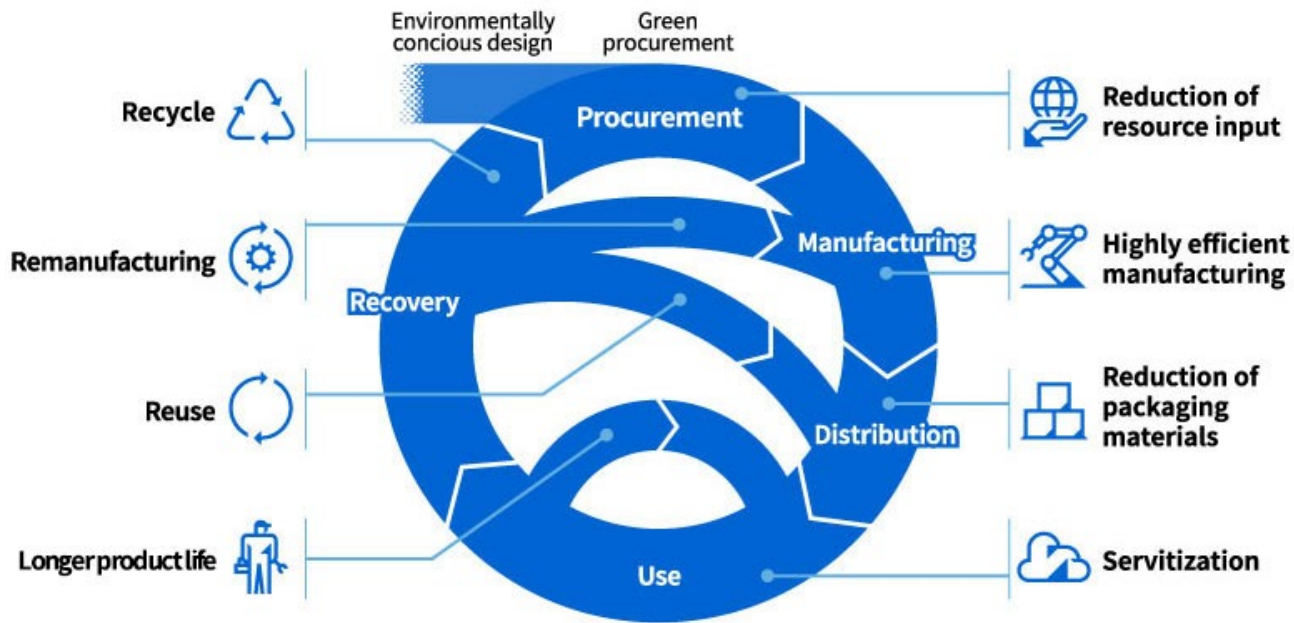 Environmentally
concious design
Green
procurement
Recycle
Procurement
Reduction of
resource input
Remanufacturing
Manufacturing
Highly efficient
manufacturing
Recovery
Reuse
Distribution
Reduction of
packaging
materials
Longer product life
Use
Servitization